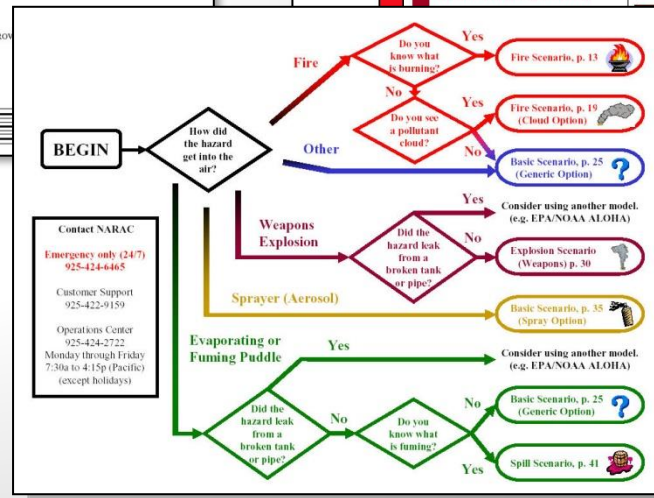 Fire
Do you
know what
is burning?
Yes
Fire Scenario, p. 13
No
Do you see
a pollutant
cloud?
Yes
Fire Scenario, p. 19
(Cloud Option)
No
BEGIN
How did
the hazard
get into the
air?
Other
Basic Scenario, p. 25
(Generic Option)
Weapons
Explosion
Did the
hazard leak
from a
broken tank
or pipe?
Yes
Consider using another model.
(e.g. EPA/NOAA ALOHA)
No
Explosion Scenario
(Weapons) p. 30
Sprayer (Aerosol)
Basic Scenario, p. 35
(Spray Option)
Evaporating or
Fuming Puddle
Yes
Consider using another model.
(e.g. EPA/NOAA ALOHA)
Did the
hazard leak
from a
broken tank
or pipe?
No
Do you
know what
is fuming?
No
Basic Scenario, p. 25
(Generic Option)
Yes
Spill Scenario, p. 41
Contact NARAC
Emergency only (24/7)
925-424-6465
Customer Support
925-422-9159
Operations Center
925-424-2722
Monday through Friday
7:30a to 4:15p (Pacific)
(except holidays)